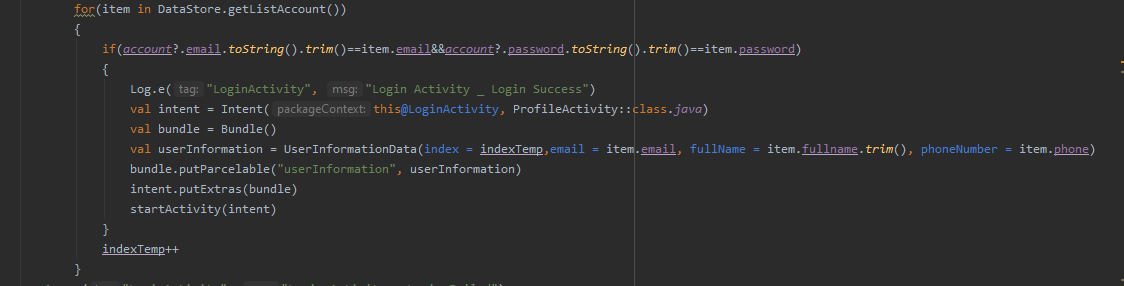 for(item in DataStore.getListAccount())
{
if(account?.email.toString().trim()==item.email&&account?.password.toString().trim()==item.password)
{
Log.e( tag: "LoginActivity", msg: "Login Activity _ Login Success")
val intent = Intent( packageContext: this@LoginActivity, ProfileActivity::class.java)
val bundle = Bundle()
val userInformation = UserInformationData(index = indexTemp,email = item.email, fullName = item.fullname.trim(), phoneNumber = item.phone)
bundle.putParcelable("userInformation", userInformation)
intent.putExtras(bundle)
startActivity(intent)
}
indexTemp++
}